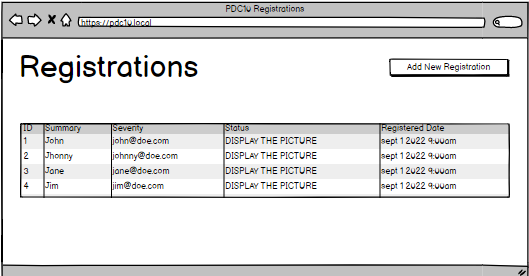 PDC10 Registrations
https://pdc10.local
Registrations
Add New Registration
ID Summary Severity Status Registered Date
1 John john@doe.com DISPLAY THE PICTURE sept 1 2022 9:00am
2 Jhonny johnny@doe.com DISPLAY THE PICTURE sept 1 2022 9:00am
3 Jane jane@doe.com DISPLAY THE PICTURE sept 1 2022 9:00am
4 Jim jim@doe.com DISPLAY THE PICTURE sept 1 2022 9:00am